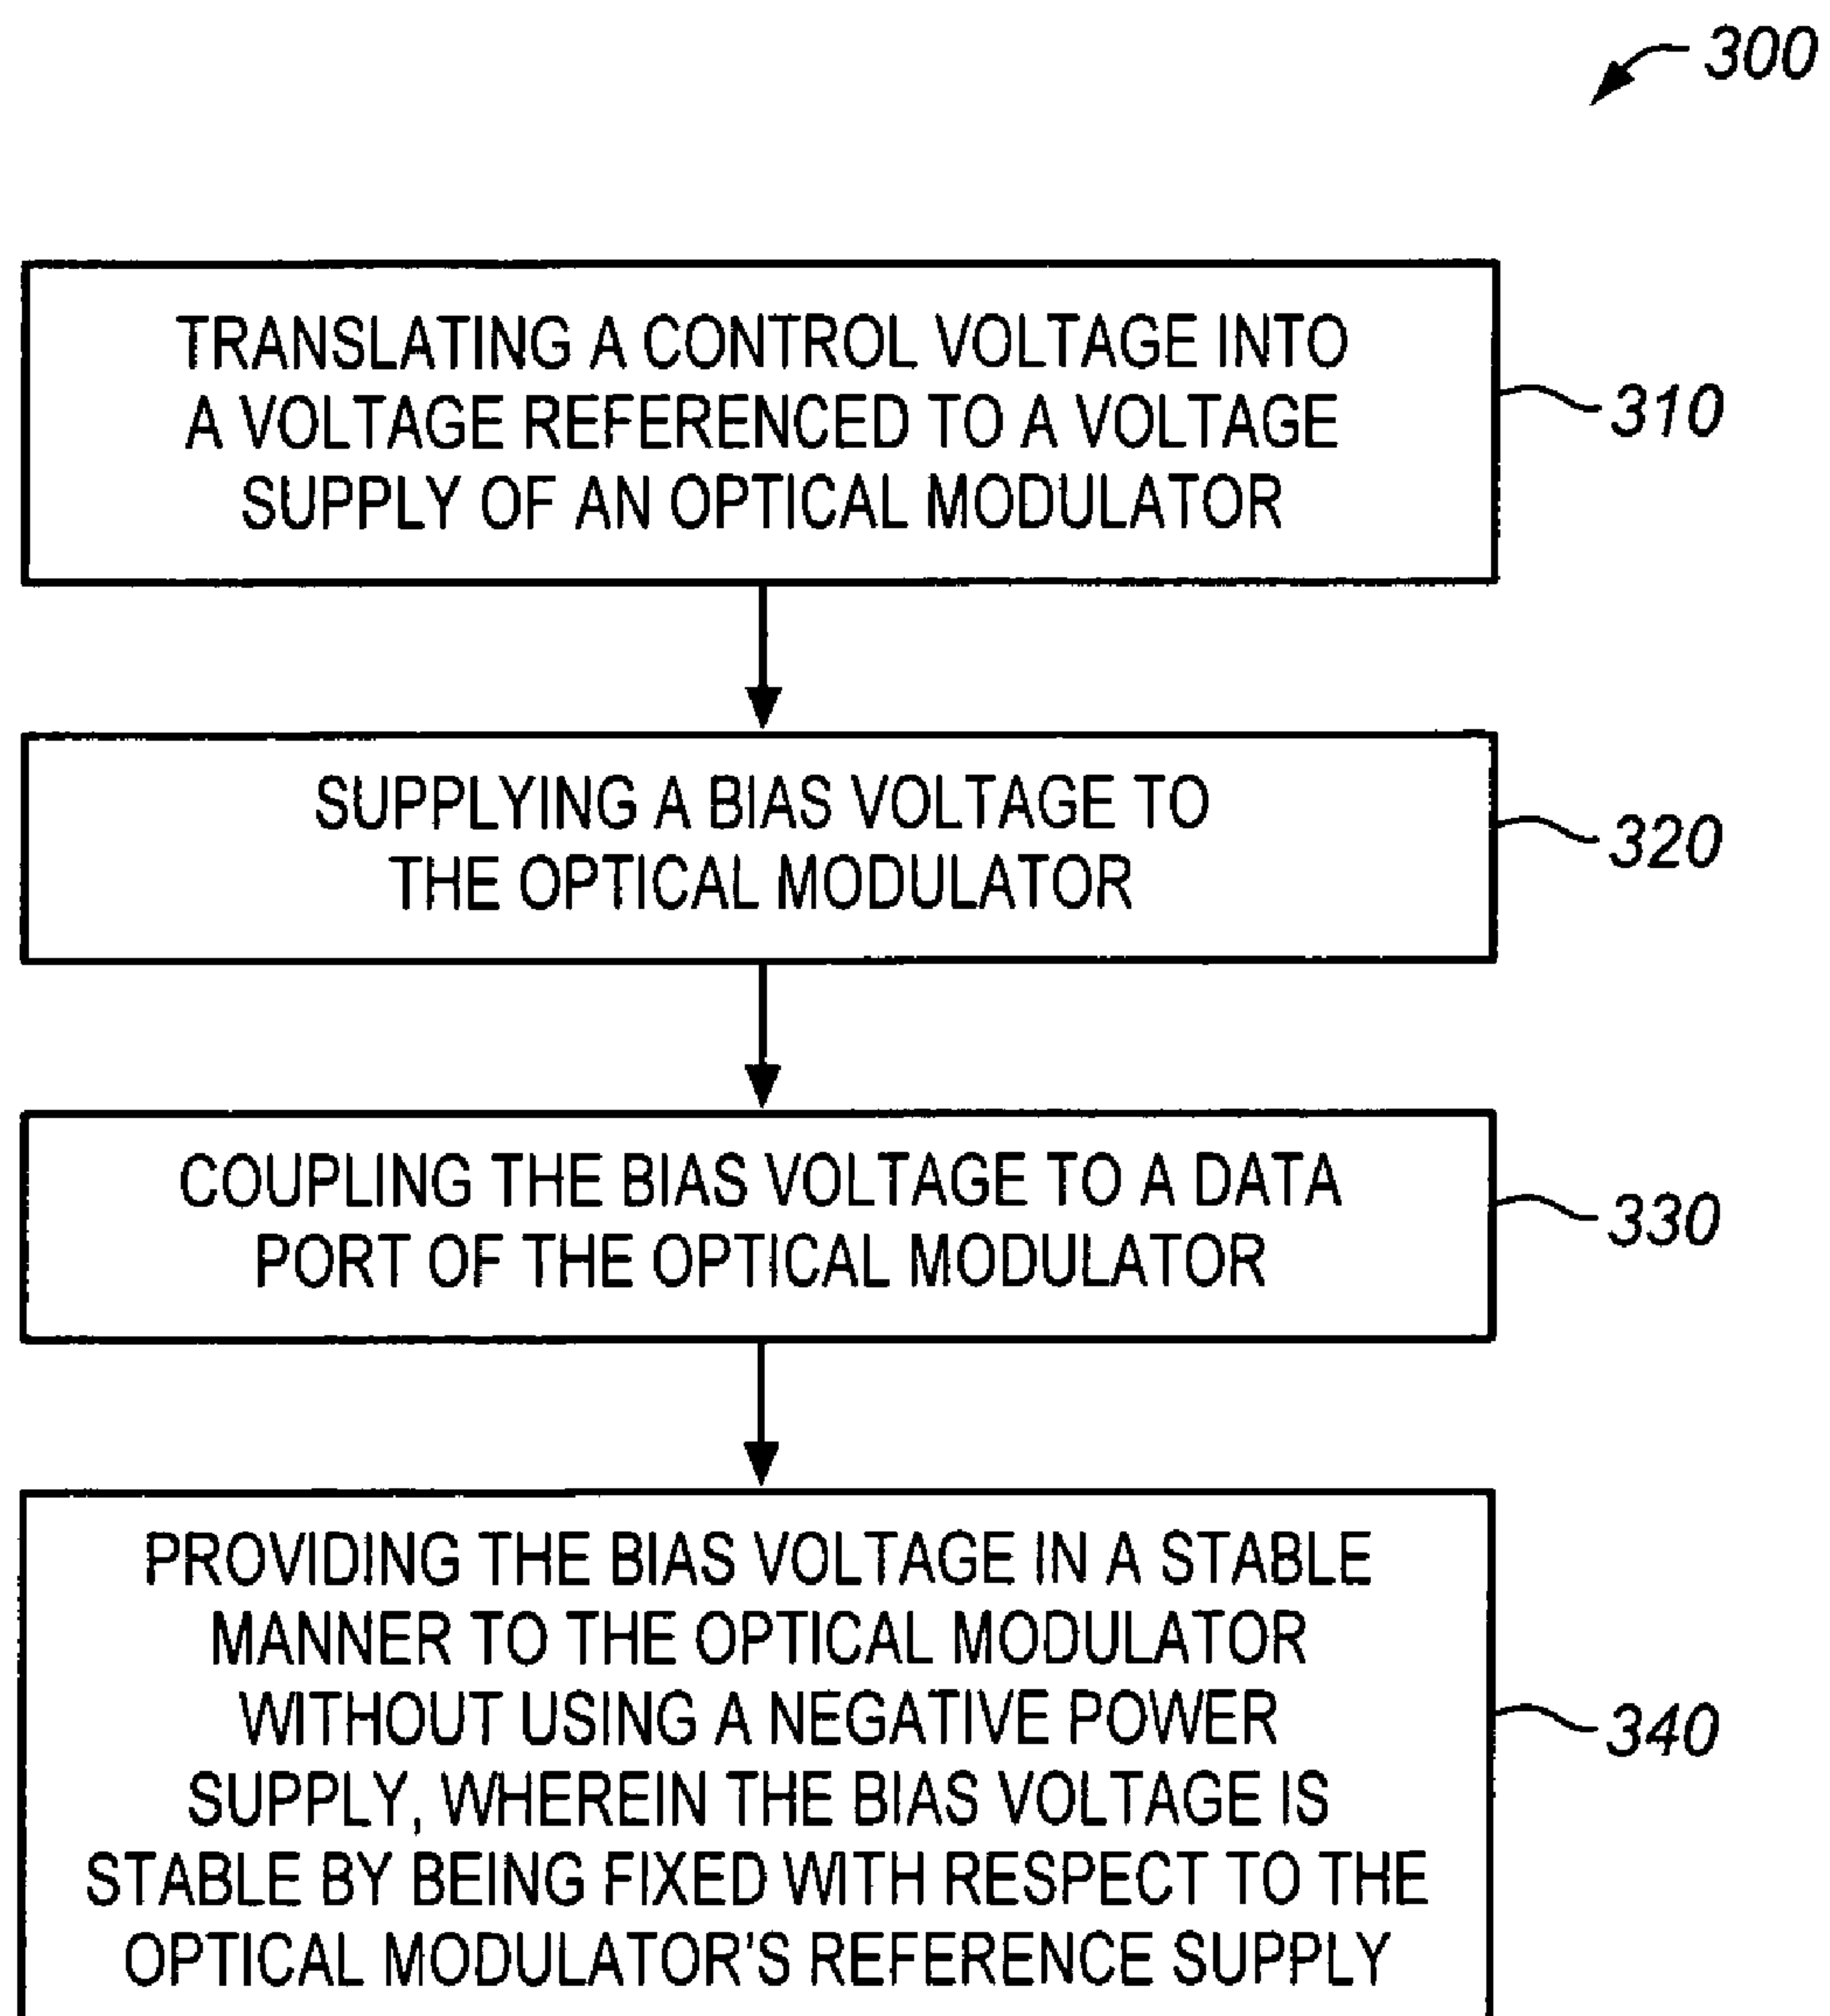 300
TRANSLATING A CONTROL VOLTAGE INTO
A VOLTAGE REFERENCED TO A VOLTAGE
SUPPLY OF AN OPTICAL MODULATOR
310
SUPPLYING A BIAS VOLTAGE TO
THE OPTICAL MODULATOR
320
COUPLING THE BIAS VOLTAGE TO A DATA
PORT OF THE OPTICAL MODULATOR
330
PROVIDING THE BIAS VOLTAGE IN A STABLE
MANNER TO THE OPTICAL MODULATOR
WITHOUT USING A NEGATIVE POWER
SUPPLY, WHEREIN THE BIAS VOLTAGE IS
STABLE BY BEING FIXED WITH RESPECT TO THE
OPTICAL MODULATOR'S REFERENCE SUPPLY
340